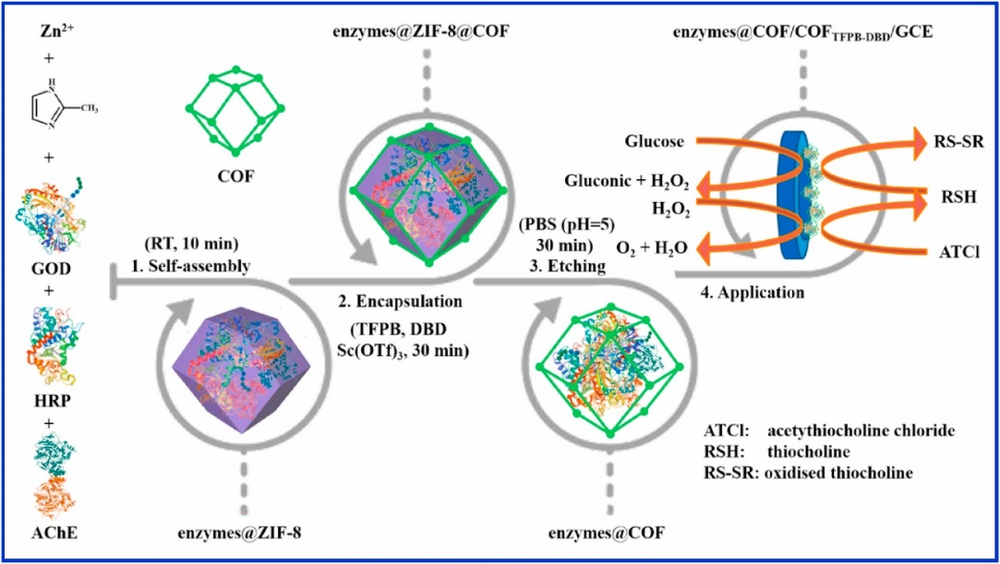 Zn²⁺
+
H
N
N
CH₃
+
GOD
+
HRP
+
AChE
COF
(RT, 10 min)
1. Self-assembly
enzymes@ZIF-8
enzymes@ZIF-8@COF
2. Encapsulation
(TFPB, DBD
Sc(OTf)₃, 30 min)
(PBS (pH=5)
30 min)
3. Etching
enzymes@COF
enzymes@COF/COF_TFPB-DBD/GCE
Glucose
Gluconic + H₂O₂
H₂O₂
O₂ + H₂O
RS-SR
RSH
ATCl
4. Application
ATCl: acetythiocholine chloride
RSH: thiocholine
RS-SR: oxidised thiocholine